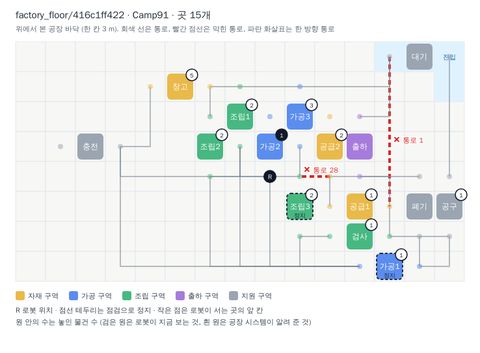 factory_floor/416c1ff422 · Camp91 · 곳 15개
위에서 본 공장 바닥 (한 칸 3 m). 회색 선은 통로, 빨간 점선은 막힌 통로, 파란 화살표는 한 방향 통로
대기
진입
창고 5
조립1 2
가공3 3
✕ 통로 1
충전
조립2 2
가공2 1
공급2 2
출하
✕ 통로 28
R
조립3 2
정지
공급1 1
폐기
공구 1
검사 1
가공1 1
정지
자재 구역
가공 구역
조립 구역
출하 구역
지원 구역
R 로봇 위치 · 점선 테두리는 점검으로 정지 · 작은 점은 로봇이 서는 곳의 앞 칸
원 안의 수는 놓인 물건 수 (검은 원은 로봇이 지금 보는 것, 흰 원은 공장 시스템이 알려 준 것)